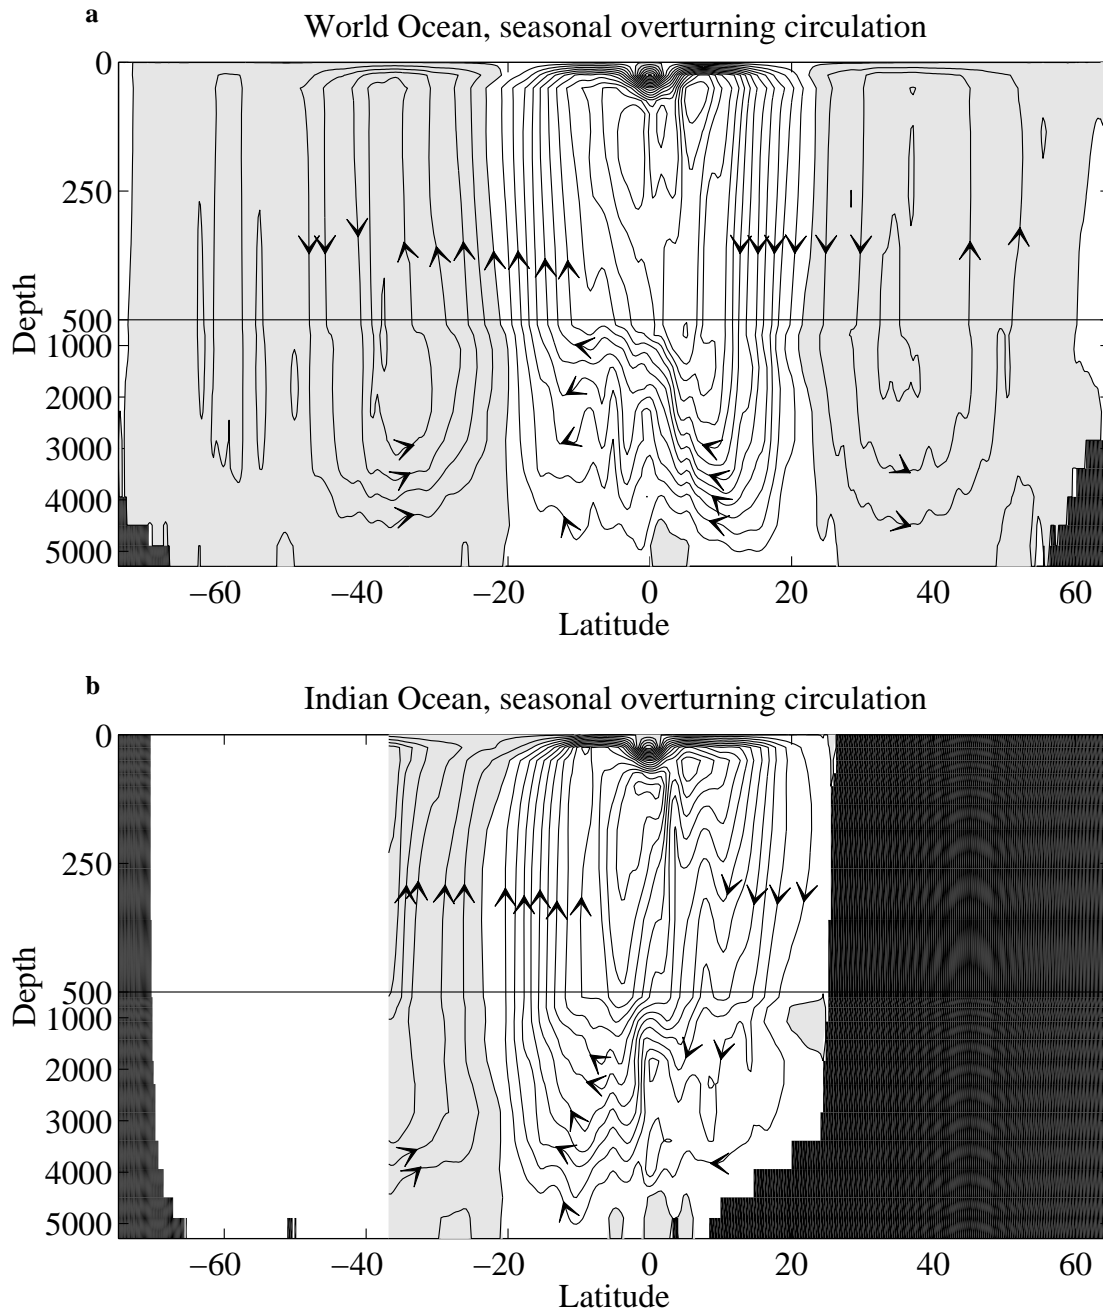 a
World Ocean, seasonal overturning circulation
0
250
500
1000
2000
3000
4000
5000
Depth
−60 −40 −20 0 20 40 60
Latitude
b
Indian Ocean, seasonal overturning circulation
0
250
500
1000
2000
3000
4000
5000
Depth
−60 −40 −20 0 20 40 60
Latitude